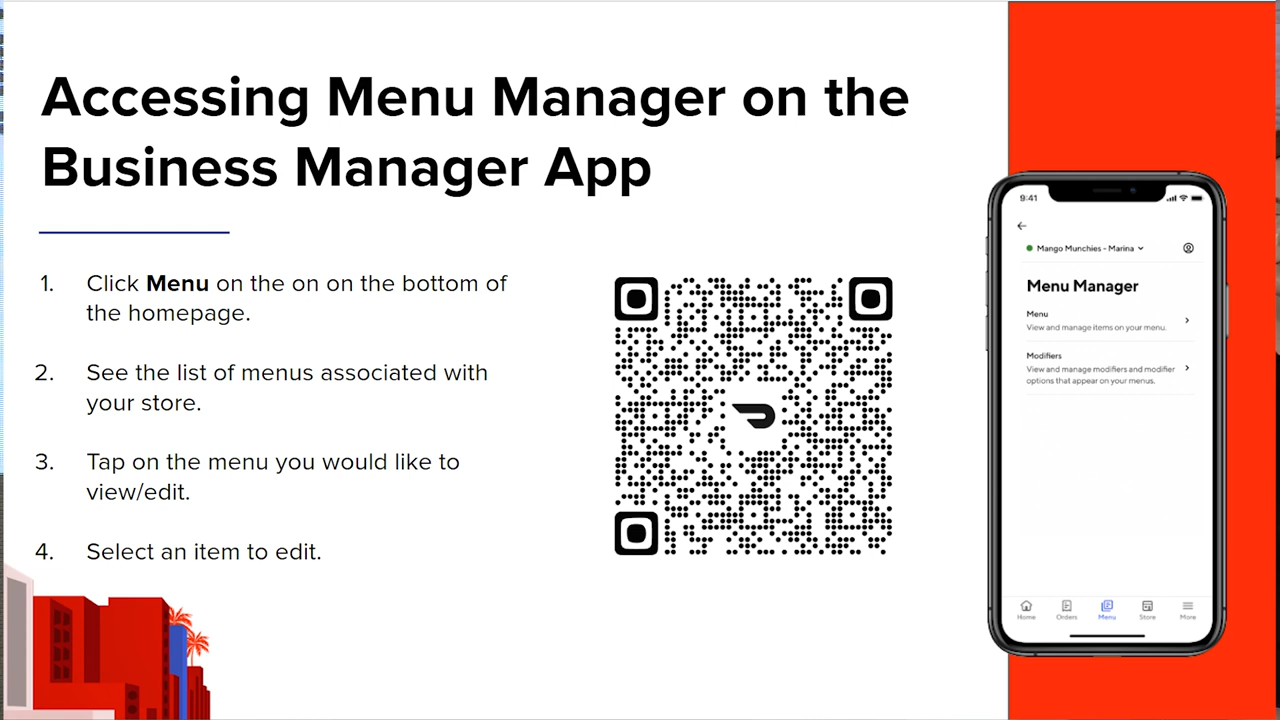 Accessing Menu Manager on the
Business Manager App
1. Click Menu on the on on the bottom of
the homepage.
2. See the list of menus associated with
your store.
3. Tap on the menu you would like to
view/edit.
4. Select an item to edit.
9:41
Mango Munchies - Marina
Menu Manager
Menu
View and manage items on your menu.
Modifiers
View and manage modifiers and modifier
options that appear on your menus.
Home Orders Menu Store More